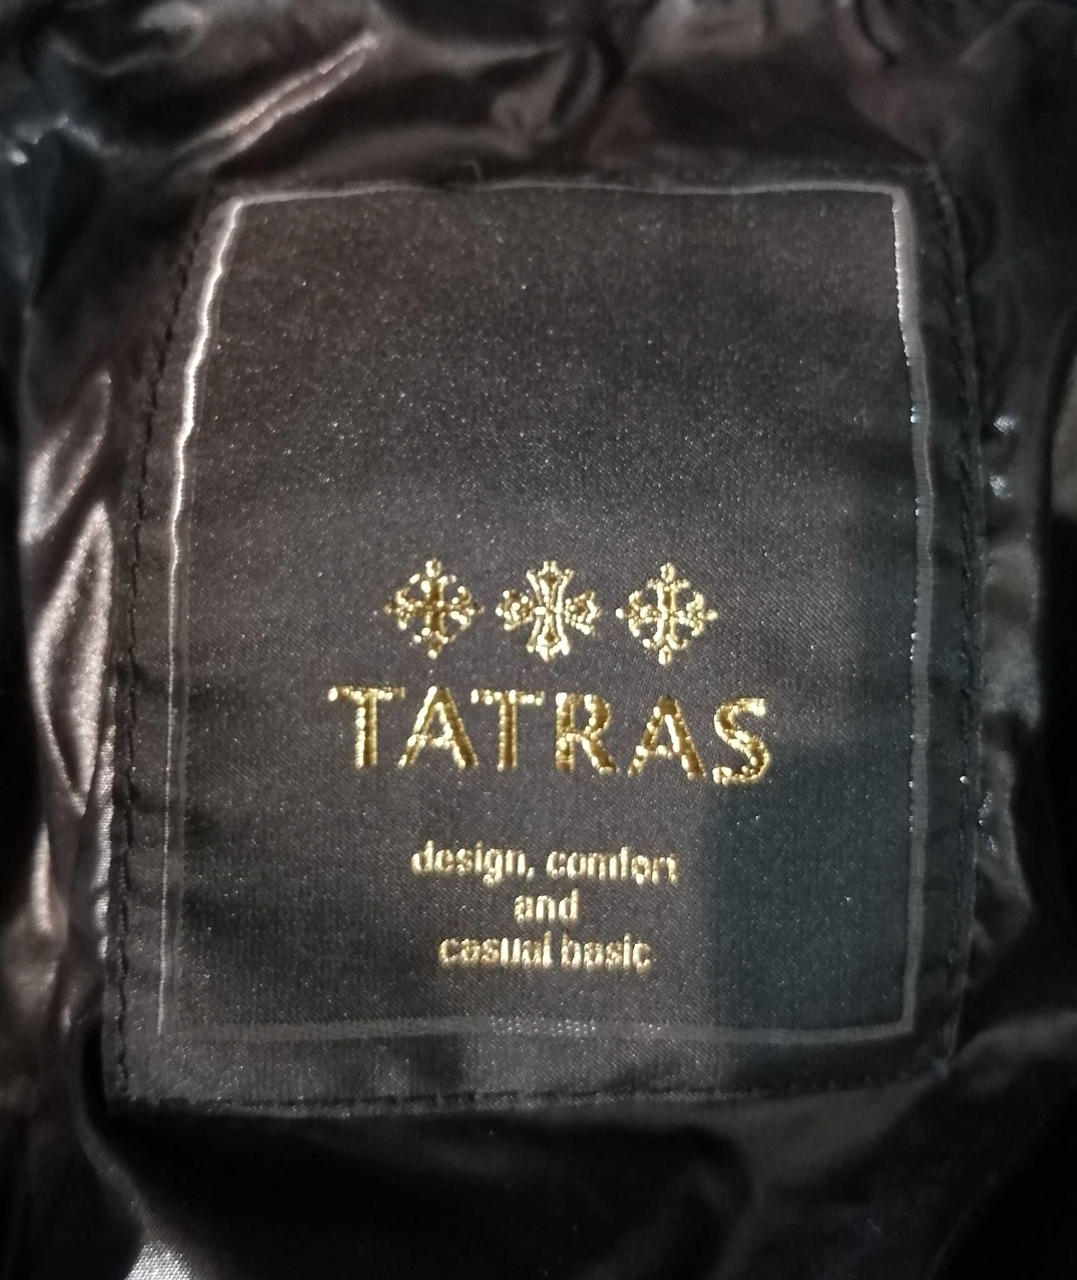 TATRAS
design, comfort
and
casual basic